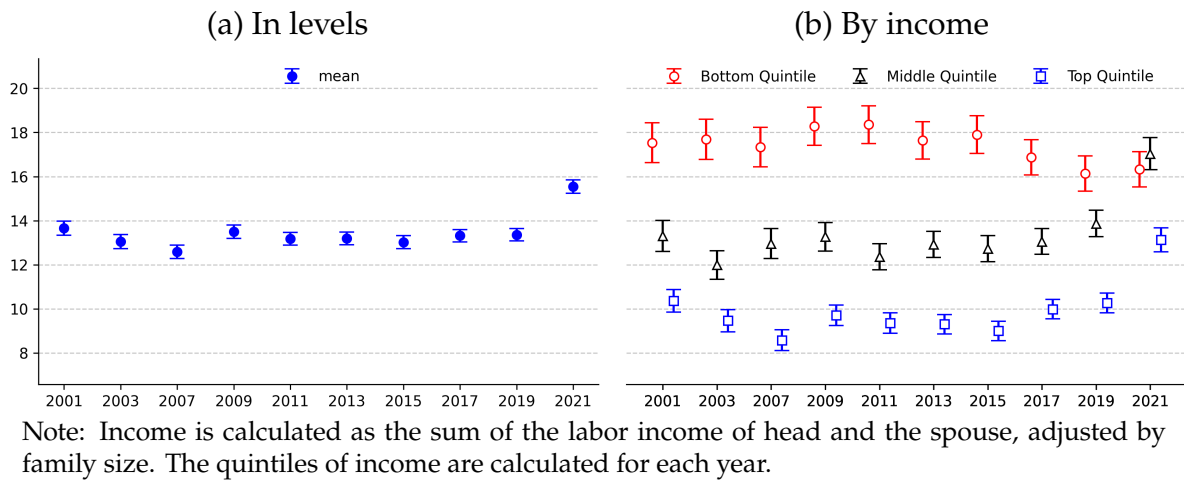 (a) In levels
(b) By income
mean
Bottom Quintile
Middle Quintile
Top Quintile
20
18
16
14
12
10
8
2001 2003 2007 2009 2011 2013 2015 2017 2019 2021
2001 2003 2007 2009 2011 2013 2015 2017 2019 2021
Note: Income is calculated as the sum of the labor income of head and the spouse, adjusted by
family size. The quintiles of income are calculated for each year.